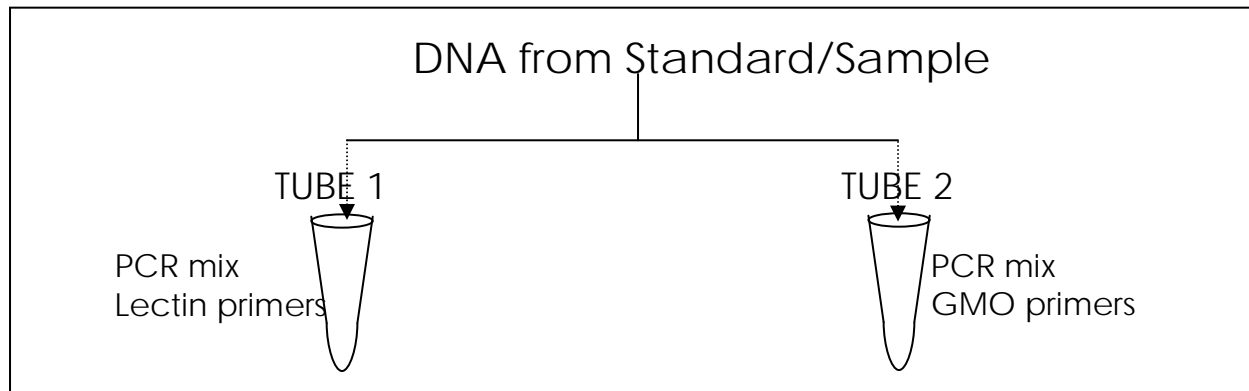 DNA from Standard/Sample
TUBE 1
TUBE 2
PCR mix
Lectin primers
PCR mix
GMO primers